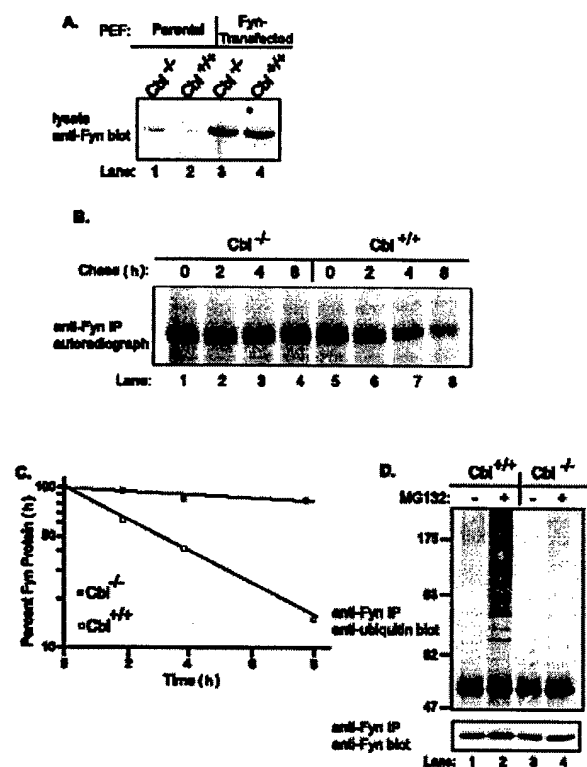 A.
PEF: Parental Fyn-Transfected
Cbl -/- Cbl +/+ Cbl -/- Cbl +/+
lysate
anti-Fyn blot
Lane: 1 2 3 4
B.
Cbl -/- Cbl +/+
Chase (h): 0 2 4 8 0 2 4 8
anti-Fyn IP
autoradiograph
Lane: 1 2 3 4 5 6 7 8
C.
Percent Fyn Protein (h)
100
50
10
Cbl -/-
Cbl +/+
0 2 4 6 8
Time (h)
D.
Cbl +/+ Cbl -/-
MG132: - + - +
175
83
62
47
anti-Fyn IP
anti-ubiquitin blot
anti-Fyn IP
anti-Fyn blot
Lane: 1 2 3 4